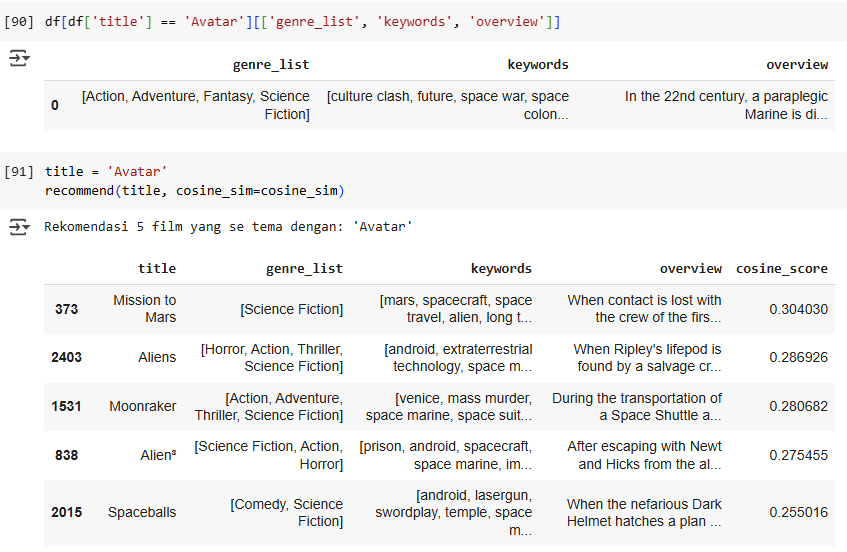 [90] df[df['title'] == 'Avatar'][['genre_list', 'keywords', 'overview']]
genre_list keywords overview
0 [Action, Adventure, Fantasy, Science [culture clash, future, space war, space In the 22nd century, a paraplegic
Fiction] colon... Marine is di...
[91] title = 'Avatar'
recommend(title, cosine_sim=cosine_sim)
Rekomendasi 5 film yang se tema dengan: 'Avatar'
title genre_list keywords overview cosine_score
373 Mission to Mars [Science Fiction] [mars, spacecraft, space travel, alien, long t... When contact is lost with the crew of the firs... 0.304030
2403 Aliens [Horror, Action, Thriller, Science Fiction] [android, extraterrestrial technology, space m... When Ripley's lifepod is found by a salvage cr... 0.286926
1531 Moonraker [Action, Adventure, Thriller, Science Fiction] [venice, mass murder, space marine, space suit... During the transportation of a Space Shuttle a... 0.280682
838 Alien³ [Science Fiction, Action, Horror] [prison, android, spacecraft, space marine, im... After escaping with Newt and Hicks from the al... 0.275455
2015 Spaceballs [Comedy, Science Fiction] [android, lasergun, swordplay, temple, space m... When the nefarious Dark Helmet hatches a plan ... 0.255016